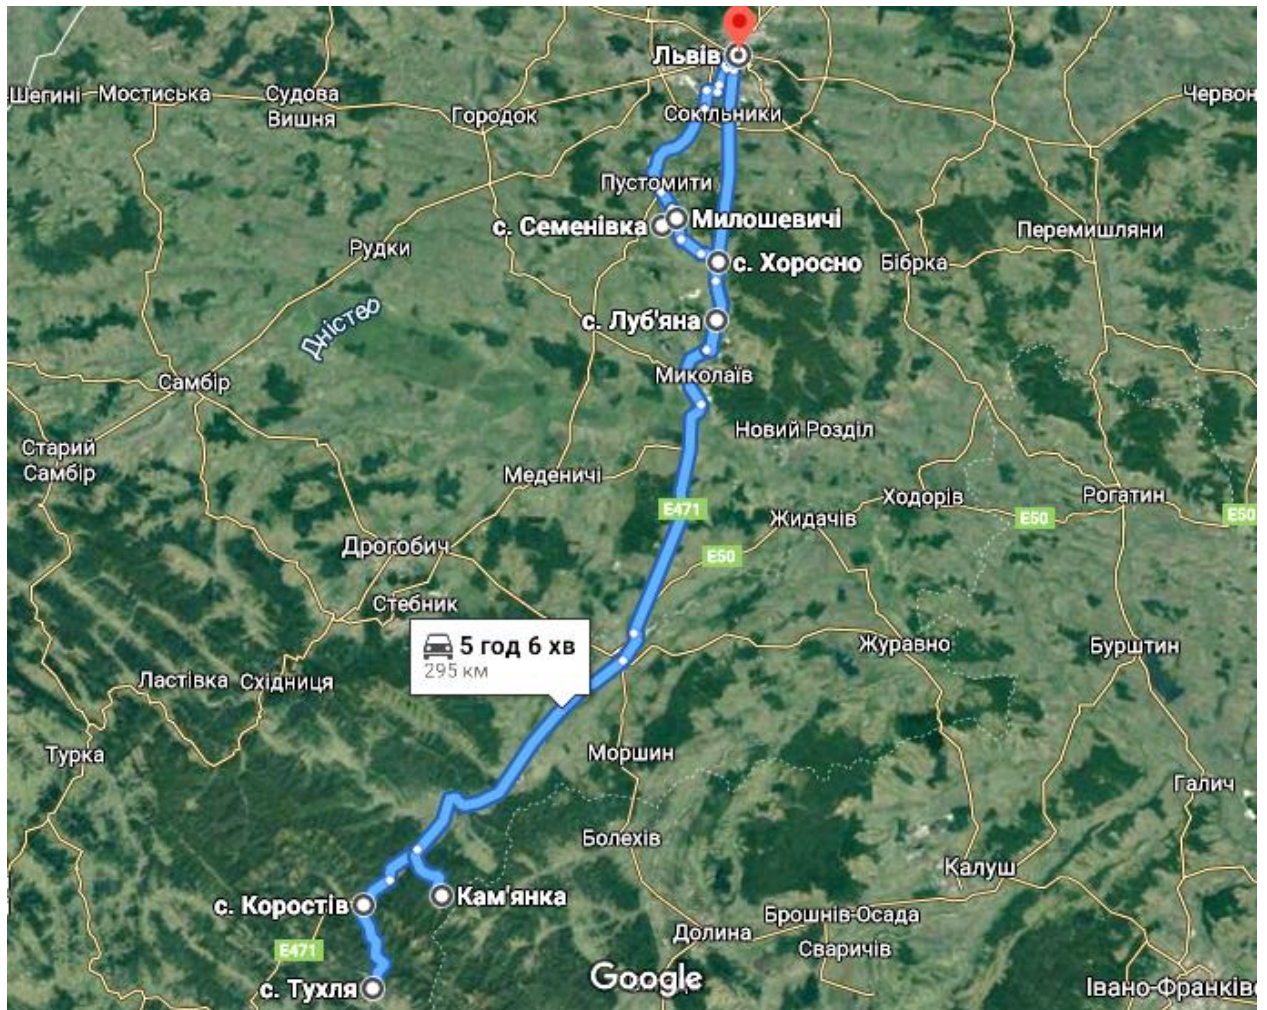 Львів
Шегині
Мостиська
Судова
Вишня
Городок
Сокільники
Червон
Пустомити
с. Семенівка
Милошевичі
Перемишляни
Рудки
с. Хоросно
Бібрка
Дністер
с. Луб'яна
Миколаїв
Самбір
Новий Розділ
Старий
Самбір
Меденичі
Ходорів
Рогатин
E471
Жидачів
E50
E50
Дрогобич
E50
Стебник
5 год 6 хв
295 км
Журавно
Бурштин
Ластівка
Східниця
Турка
Моршин
Галич
Болехів
Калуш
с. Коростів
Кам'янка
Брошнів-Осада
Долина
Сваричів
E471
с. Тухля
Google
Івано-Франківс